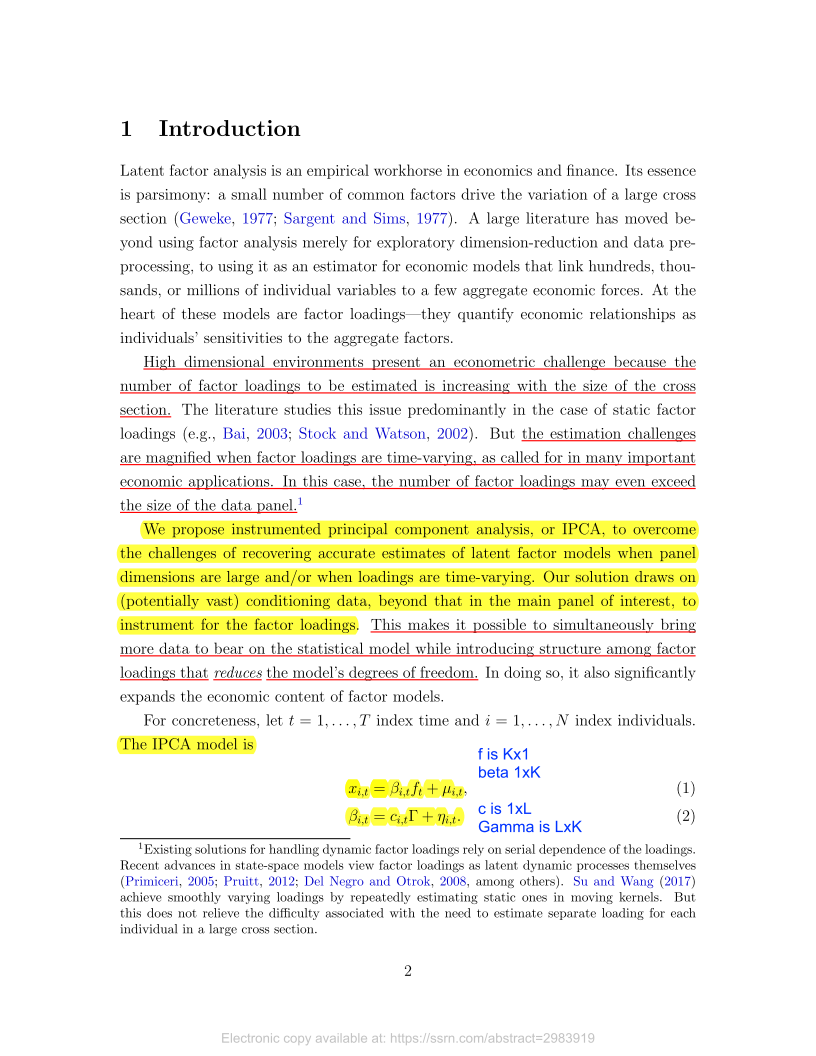 1 Introduction
Latent factor analysis is an empirical workhorse in economics and finance. Its essence
is parsimony: a small number of common factors drive the variation of a large cross
section (Geweke, 1977; Sargent and Sims, 1977). A large literature has moved be-
yond using factor analysis merely for exploratory dimension-reduction and data pre-
processing, to using it as an estimator for economic models that link hundreds, thou-
sands, or millions of individual variables to a few aggregate economic forces. At the
heart of these models are factor loadings—they quantify economic relationships as
individuals’ sensitivities to the aggregate factors.
High dimensional environments present an econometric challenge because the
number of factor loadings to be estimated is increasing with the size of the cross
section. The literature studies this issue predominantly in the case of static factor
loadings (e.g., Bai, 2003; Stock and Watson, 2002). But the estimation challenges
are magnified when factor loadings are time-varying, as called for in many important
economic applications. In this case, the number of factor loadings may even exceed
the size of the data panel.¹
We propose instrumented principal component analysis, or IPCA, to overcome
the challenges of recovering accurate estimates of latent factor models when panel
dimensions are large and/or when loadings are time-varying. Our solution draws on
(potentially vast) conditioning data, beyond that in the main panel of interest, to
instrument for the factor loadings. This makes it possible to simultaneously bring
more data to bear on the statistical model while introducing structure among factor
loadings that reduces the model’s degrees of freedom. In doing so, it also significantly
expands the economic content of factor models.
For concreteness, let t = 1, . . . , T index time and i = 1, . . . , N index individuals.
The IPCA model is
f is Kx1
beta 1xK
x_{i,t} = β_{i,t}f_t + μ_{i,t}, (1)
c is 1xL
β_{i,t} = c_{i,t}Γ + η_{i,t}. (2)
Gamma is LxK
¹Existing solutions for handling dynamic factor loadings rely on serial dependence of the loadings.
Recent advances in state-space models view factor loadings as latent dynamic processes themselves
(Primiceri, 2005; Pruitt, 2012; Del Negro and Otrok, 2008, among others). Su and Wang (2017)
achieve smoothly varying loadings by repeatedly estimating static ones in moving kernels. But
this does not relieve the difficulty associated with the need to estimate separate loading for each
individual in a large cross section.
2
Electronic copy available at: https://ssrn.com/abstract=2983919